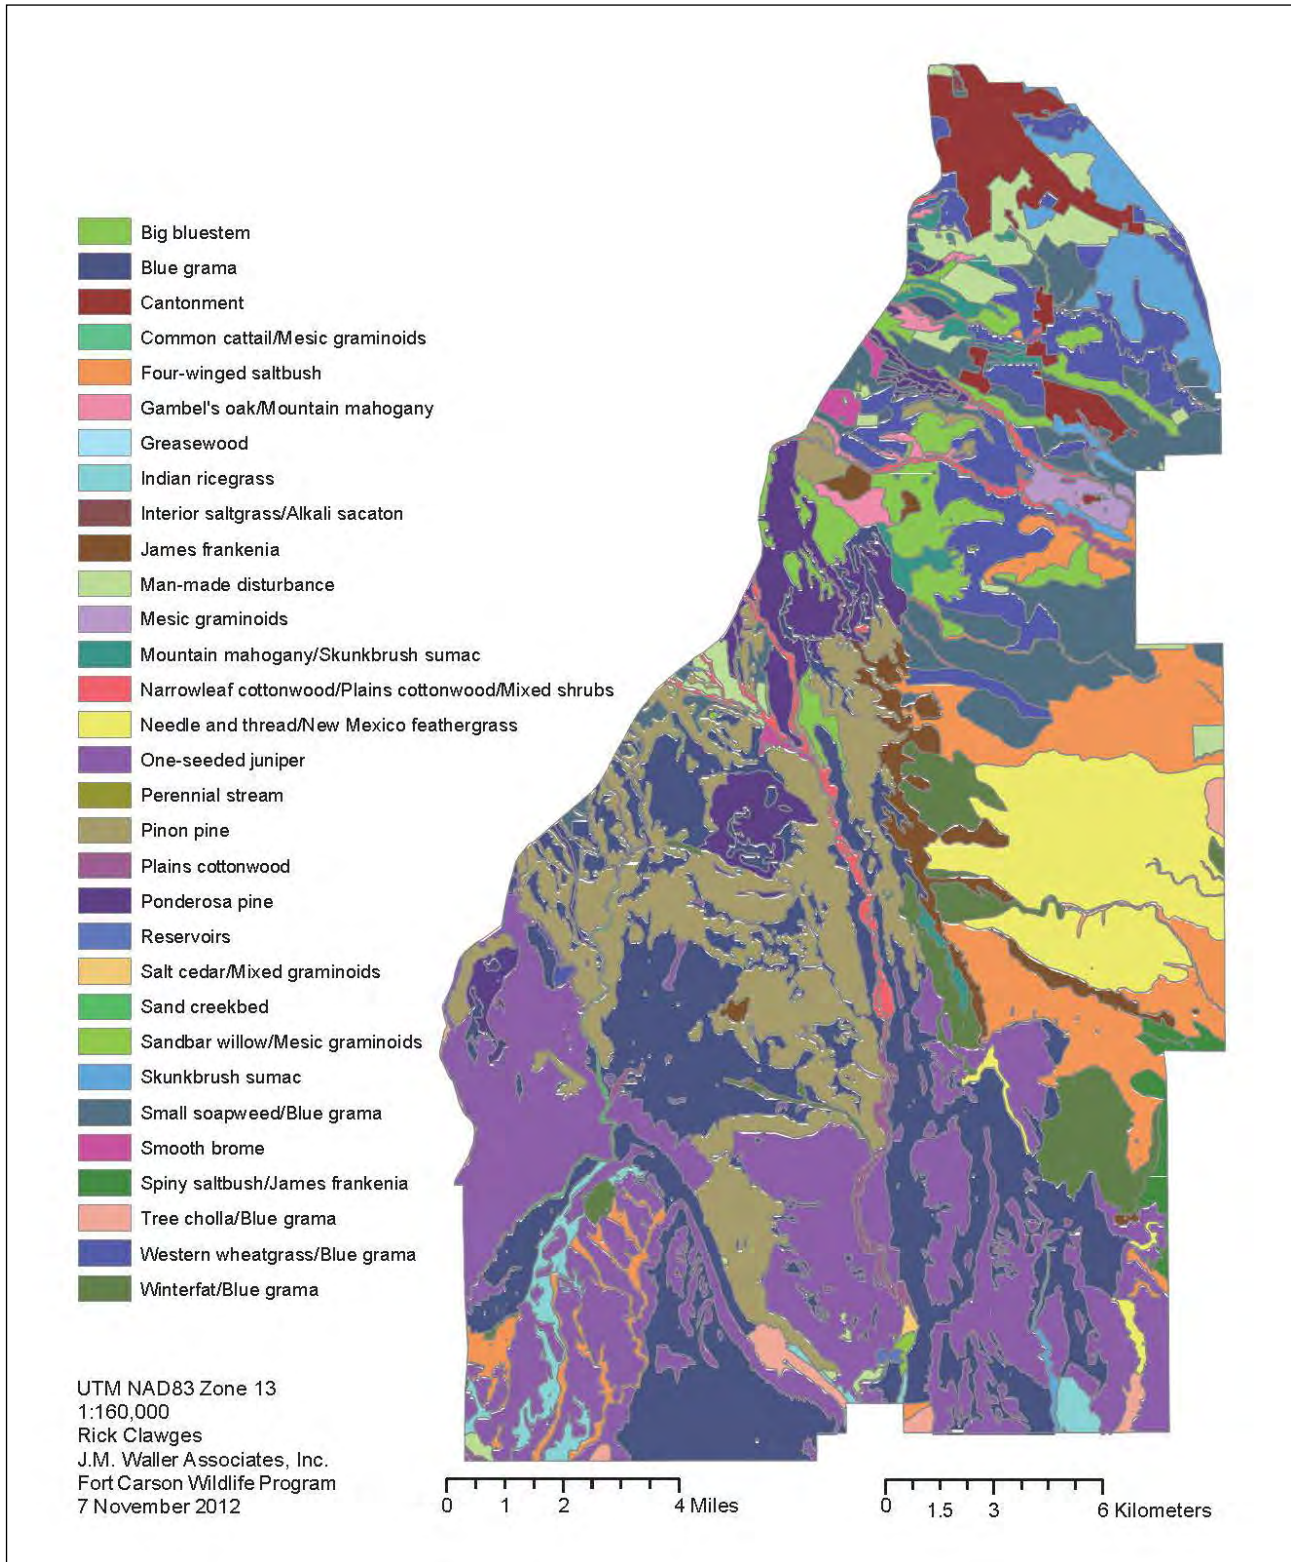 Big bluestem
Blue grama
Cantonment
Common cattail/Mesic graminoids
Four-winged saltbush
Gambel's oak/Mountain mahogany
Greasewood
Indian ricegrass
Interior saltgrass/Alkali sacaton
James frankenia
Man-made disturbance
Mesic graminoids
Mountain mahogany/Skunkbrush sumac
Narrowleaf cottonwood/Plains cottonwood/Mixed shrubs
Needle and thread/New Mexico feathergrass
One-seeded juniper
Perennial stream
Pinon pine
Plains cottonwood
Ponderosa pine
Reservoirs
Salt cedar/Mixed graminoids
Sand creekbed
Sandbar willow/Mesic graminoids
Skunkbrush sumac
Small soapweed/Blue grama
Smooth brome
Spiny saltbush/James frankenia
Tree cholla/Blue grama
Western wheatgrass/Blue grama
Winterfat/Blue grama
UTM NAD83 Zone 13
1:160,000
Rick Clawges
J.M. Waller Associates, Inc.
Fort Carson Wildlife Program
7 November 2012
0 1 2 4 Miles
0 1.5 3 6 Kilometers